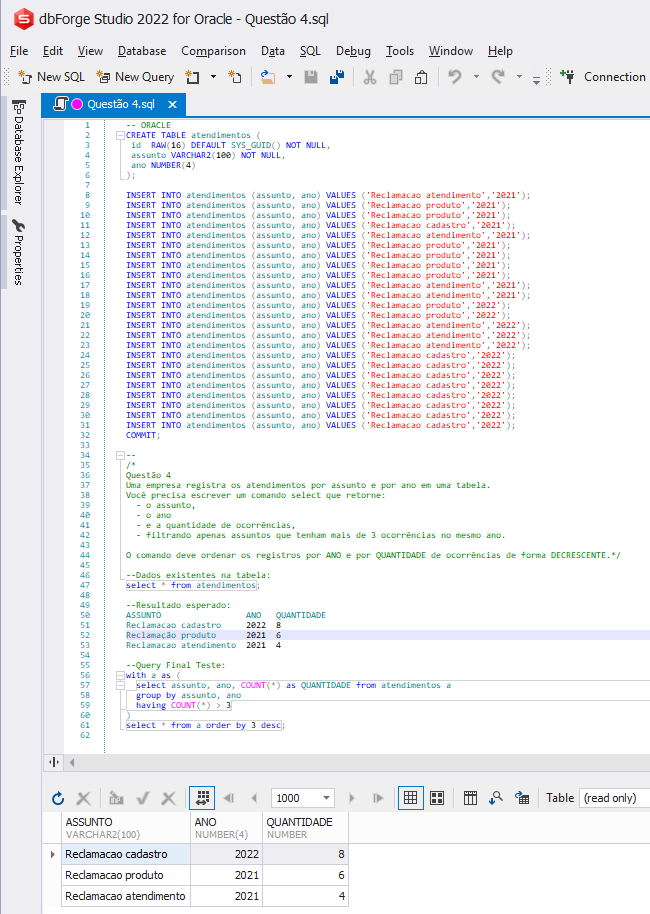 dbForge Studio 2022 for Oracle - Questão 4.sql
File Edit View Database Comparison Data SQL Debug Tools Window Help
New SQL New Query Connection
Database Explorer
Properties
Questão 4.sql
1 -- ORACLE
2 CREATE TABLE atendimentos (
3 id RAW(16) DEFAULT SYS_GUID() NOT NULL,
4 assunto VARCHAR2(100) NOT NULL,
5 ano NUMBER(4)
6 );
7
8 INSERT INTO atendimentos (assunto, ano) VALUES ('Reclamacao atendimento','2021');
9 INSERT INTO atendimentos (assunto, ano) VALUES ('Reclamacao produto','2021');
10 INSERT INTO atendimentos (assunto, ano) VALUES ('Reclamacao produto','2021');
11 INSERT INTO atendimentos (assunto, ano) VALUES ('Reclamacao cadastro','2021');
12 INSERT INTO atendimentos (assunto, ano) VALUES ('Reclamacao atendimento','2021');
13 INSERT INTO atendimentos (assunto, ano) VALUES ('Reclamacao produto','2021');
14 INSERT INTO atendimentos (assunto, ano) VALUES ('Reclamacao produto','2021');
15 INSERT INTO atendimentos (assunto, ano) VALUES ('Reclamacao produto','2021');
16 INSERT INTO atendimentos (assunto, ano) VALUES ('Reclamacao produto','2021');
17 INSERT INTO atendimentos (assunto, ano) VALUES ('Reclamacao atendimento','2021');
18 INSERT INTO atendimentos (assunto, ano) VALUES ('Reclamacao atendimento','2021');
19 INSERT INTO atendimentos (assunto, ano) VALUES ('Reclamacao produto','2022');
20 INSERT INTO atendimentos (assunto, ano) VALUES ('Reclamacao produto','2022');
21 INSERT INTO atendimentos (assunto, ano) VALUES ('Reclamacao atendimento','2022');
22 INSERT INTO atendimentos (assunto, ano) VALUES ('Reclamacao atendimento','2022');
23 INSERT INTO atendimentos (assunto, ano) VALUES ('Reclamacao atendimento','2022');
24 INSERT INTO atendimentos (assunto, ano) VALUES ('Reclamacao cadastro','2022');
25 INSERT INTO atendimentos (assunto, ano) VALUES ('Reclamacao cadastro','2022');
26 INSERT INTO atendimentos (assunto, ano) VALUES ('Reclamacao cadastro','2022');
27 INSERT INTO atendimentos (assunto, ano) VALUES ('Reclamacao cadastro','2022');
28 INSERT INTO atendimentos (assunto, ano) VALUES ('Reclamacao cadastro','2022');
29 INSERT INTO atendimentos (assunto, ano) VALUES ('Reclamacao cadastro','2022');
30 INSERT INTO atendimentos (assunto, ano) VALUES ('Reclamacao cadastro','2022');
31 INSERT INTO atendimentos (assunto, ano) VALUES ('Reclamacao cadastro','2022');
32 COMMIT;
33
34 --
35 /*
36 Questão 4
37 Uma empresa registra os atendimentos por assunto e por ano em uma tabela.
38 Você precisa escrever um comando select que retorne:
39 - o assunto,
40 - o ano
41 - e a quantidade de ocorrências,
42 - filtrando apenas assuntos que tenham mais de 3 ocorrências no mesmo ano.
43
44 O comando deve ordenar os registros por ANO e por QUANTIDADE de ocorrências de forma DECRESCENTE.*/
45
46 --Dados existentes na tabela:
47 select * from atendimentos;
48
49 --Resultado esperado:
50 ASSUNTO ANO QUANTIDADE
51 Reclamacao cadastro 2022 8
52 Reclamação produto 2021 6
53 Reclamacao atendimento 2021 4
54
55 --Query Final Teste:
56 with a as (
57 select assunto, ano, COUNT(*) as QUANTIDADE from atendimentos a
58 group by assunto, ano
59 having COUNT(*) > 3
60 )
61 select * from a order by 3 desc;
62
1000 Table (read only)
ASSUNTO ANO QUANTIDADE
VARCHAR2(100) NUMBER(4) NUMBER
Reclamacao cadastro 2022 8
Reclamacao produto 2021 6
Reclamacao atendimento 2021 4